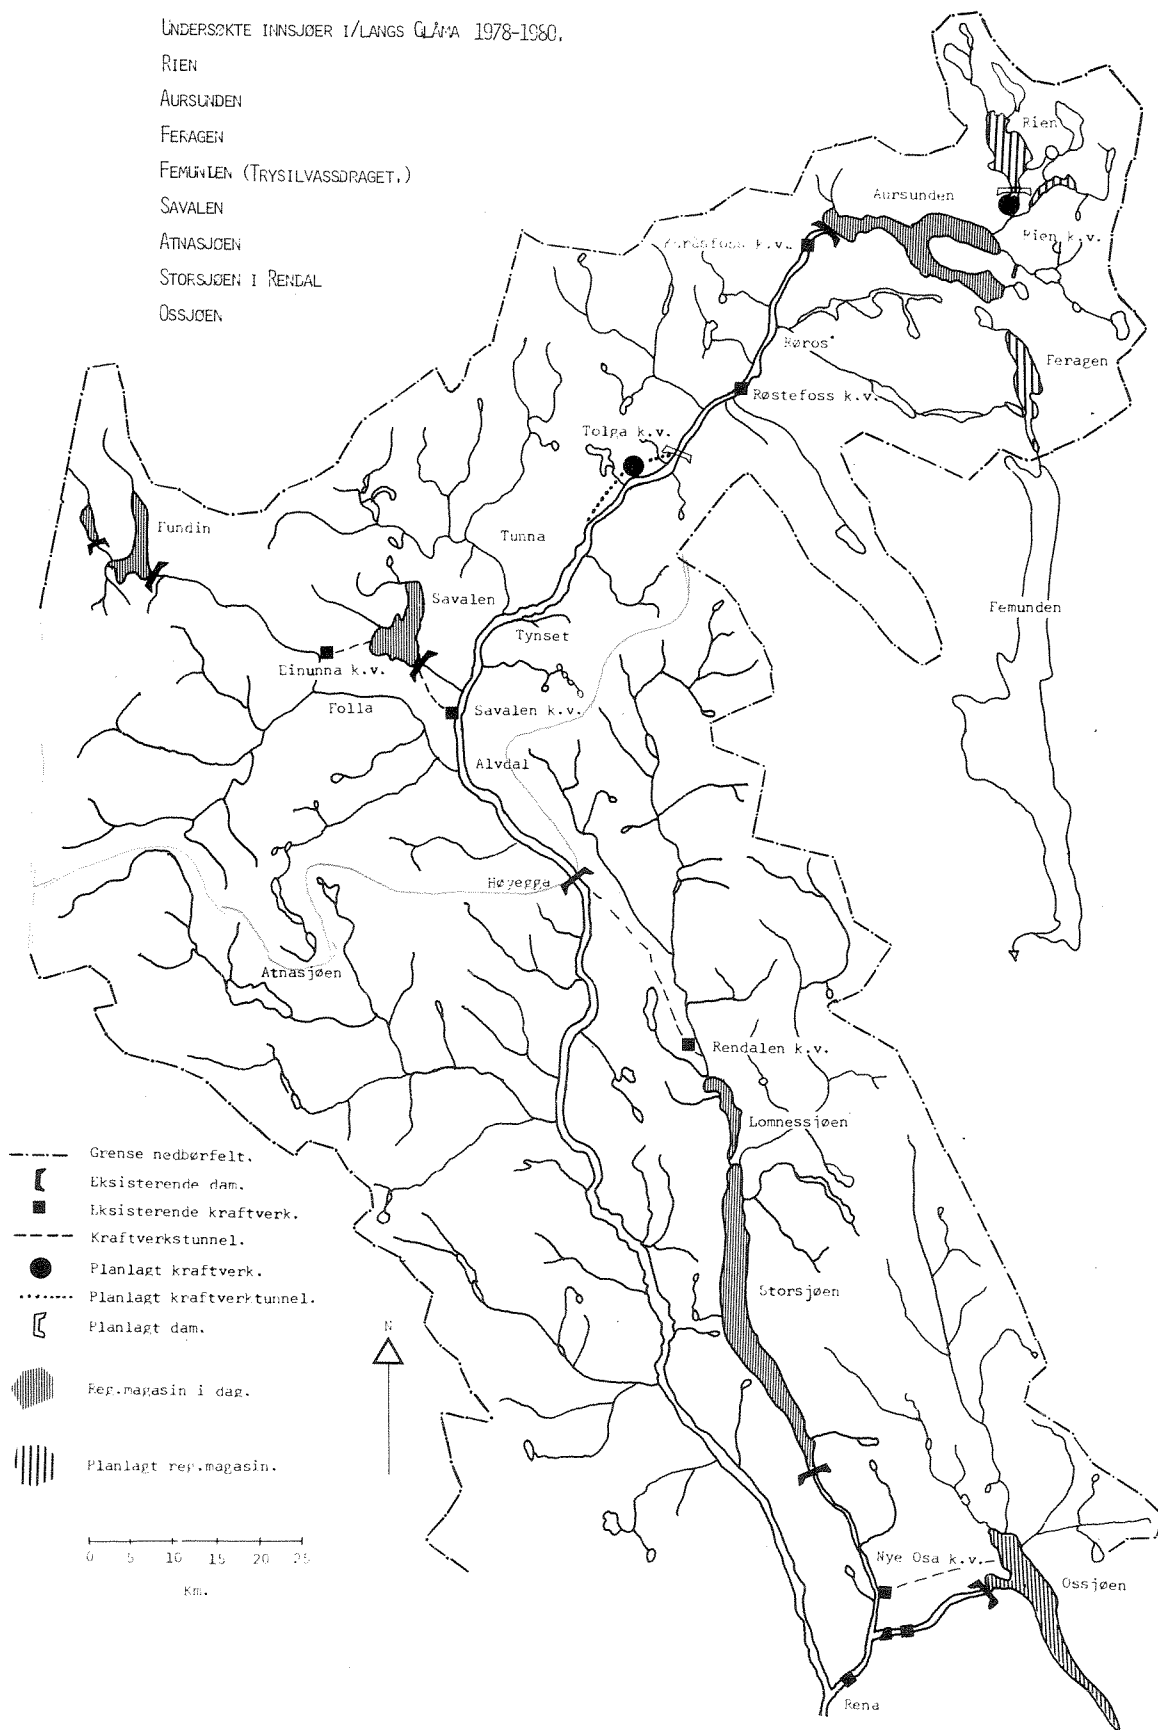 UNDERSØKTE INNSJØER I/LANGS GLÅMA 1978-1980.
RIEN
AURSUNDEN
FERAGEN
FEMUNDEN (TRYSILVASSDRAGET.)
SAVALEN
ATNASJØEN
STORSJØEN I RENDAL
OSSJØEN
Rien
Aursunden
k.v.
Rien k.v.
Røros
Feragen
Røstefoss k.v.
Tolga k.v.
Fundin
Tunna
Savalen
Femunden
Tynset
Einunna k.v.
Folla
Savalen k.v.
Alvdal
Høyegga
Atnasjøen
Rendalen k.v.
Lomnessjøen
Grense nedbørfelt.
Eksisterende dam.
Eksisterende kraftverk.
Kraftverkstunnel.
Planlagt kraftverk.
Planlagt kraftverktunnel.
Planlagt dam.
N
Storsjøen
Reg.magasin i dag.
Planlagt reg.magasin.
0 5 10 15 20 25
Km.
Nye Osa k.v.
Ossjøen
Rena